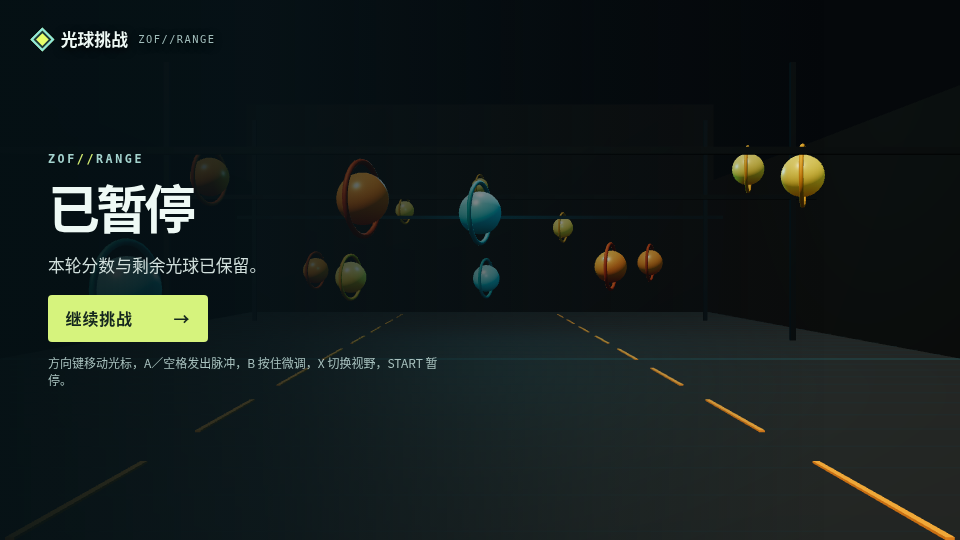 光球挑战 ZOF//RANGE
ZOF//RANGE
已暂停
本轮分数与剩余光球已保留。
继续挑战 →
方向键移动光标，A／空格发出脉冲，B 按住微调，X 切换视野，START 暂
停。